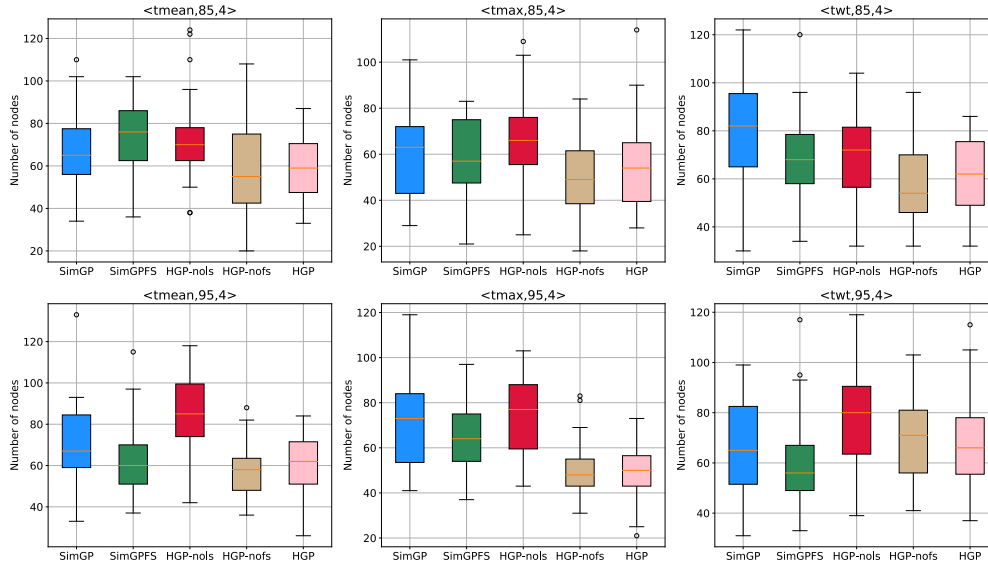 <tmean,85,4>
Number of nodes
120
100
80
60
40
20
SimGP SimGPFS HGP-nols HGP-nofs HGP
<tmax,85,4>
Number of nodes
100
80
60
40
20
SimGP SimGPFS HGP-nols HGP-nofs HGP
<twt,85,4>
Number of nodes
120
100
80
60
40
SimGP SimGPFS HGP-nols HGP-nofs HGP
<tmean,95,4>
Number of nodes
120
100
80
60
40
SimGP SimGPFS HGP-nols HGP-nofs HGP
<tmax,95,4>
Number of nodes
120
100
80
60
40
20
SimGP SimGPFS HGP-nols HGP-nofs HGP
<twt,95,4>
Number of nodes
120
100
80
60
40
SimGP SimGPFS HGP-nols HGP-nofs HGP